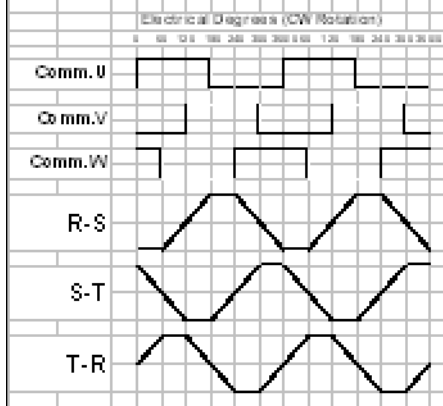 Electrical Degrees (CW Rotation)
Comm.U
Comm.V
Comm.W
R-S
S-T
T-R